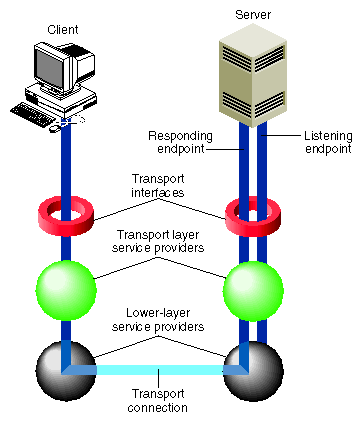 Client
Server
Responding
endpoint
Listening
endpoint
Transport
interfaces
Transport layer
service providers
Lower-layer
service providers
Transport
connection